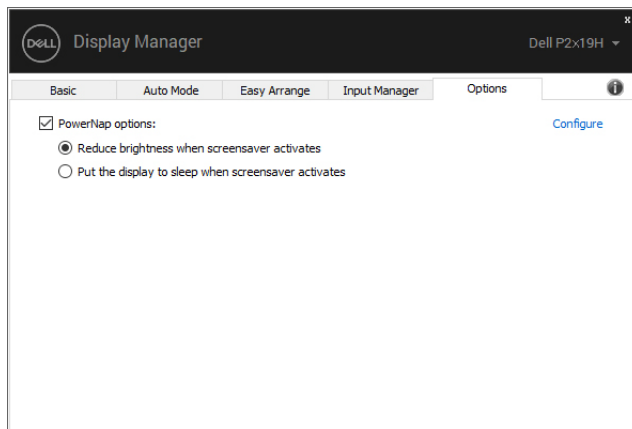 x
DELL Display Manager Dell P2x19H
Basic Auto Mode Easy Arrange Input Manager Options i
PowerNap options: Configure
Reduce brightness when screensaver activates
Put the display to sleep when screensaver activates